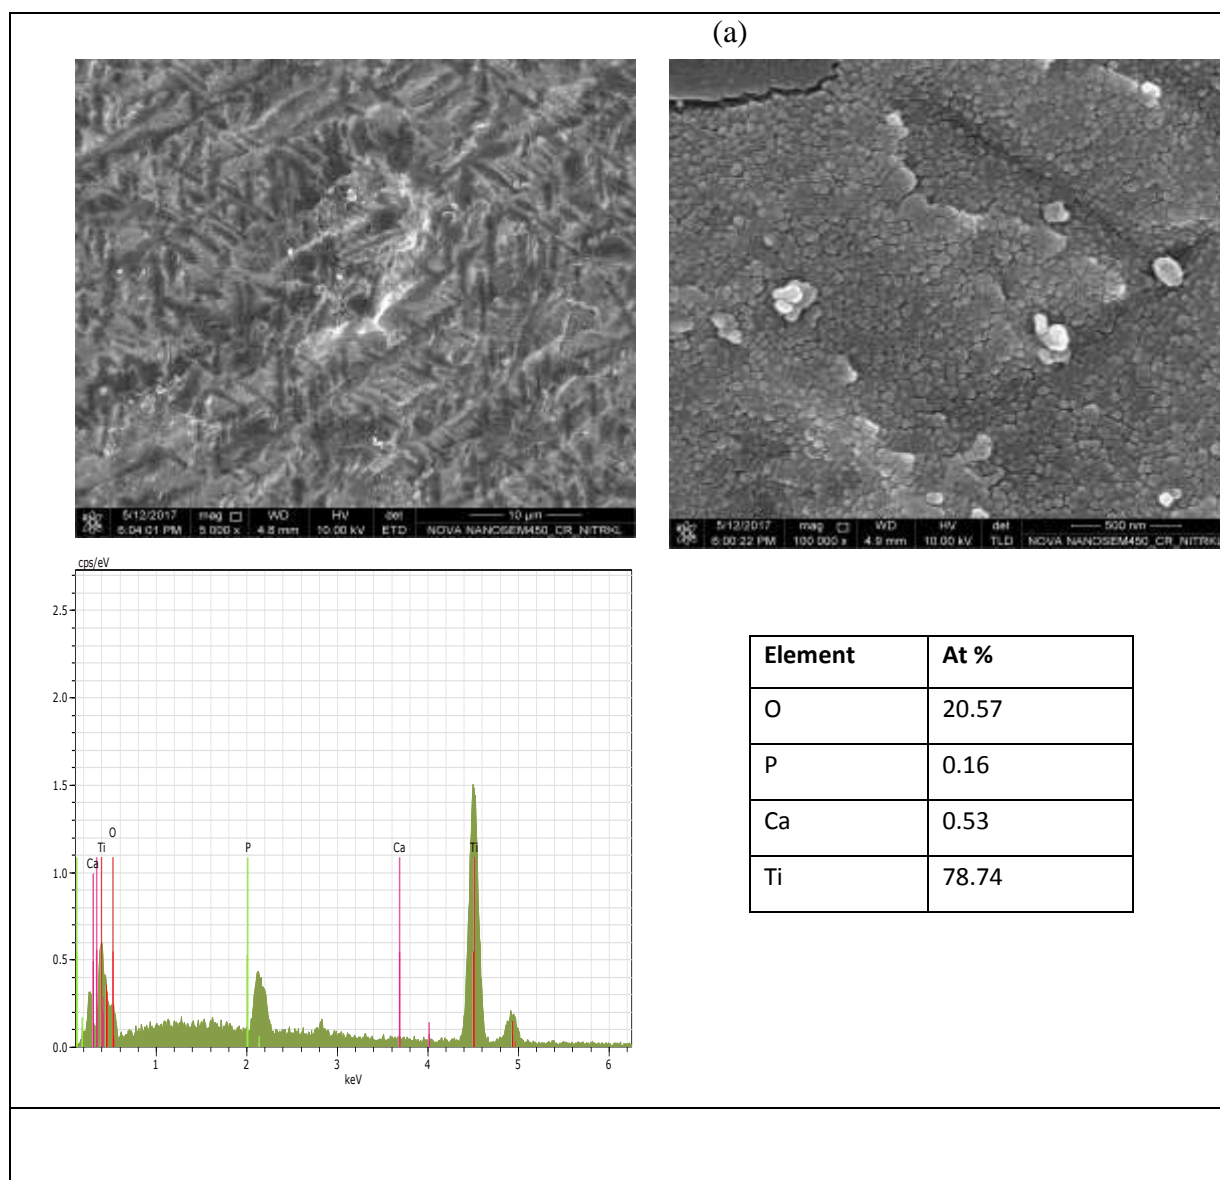 (a)
5/12/2017 mag WD HV det 10 µm
6:04:01 PM 5 000 x 4.8 mm 10.00 kV ETD NOVA NANOSEM450_CR_NITRKL
5/12/2017 mag WD HV det 500 nm
6:00:22 PM 100 000 x 4.9 mm 10.00 kV TLD NOVA NANOSEM450_CR_NITRKL
cps/eV
2.5
2.0
1.5
1.0
0.5
0.0
O
Ti
Ca
P
Ca
Ti
1 2 3 4 5 6
keV
Element At %
O 20.57
P 0.16
Ca 0.53
Ti 78.74